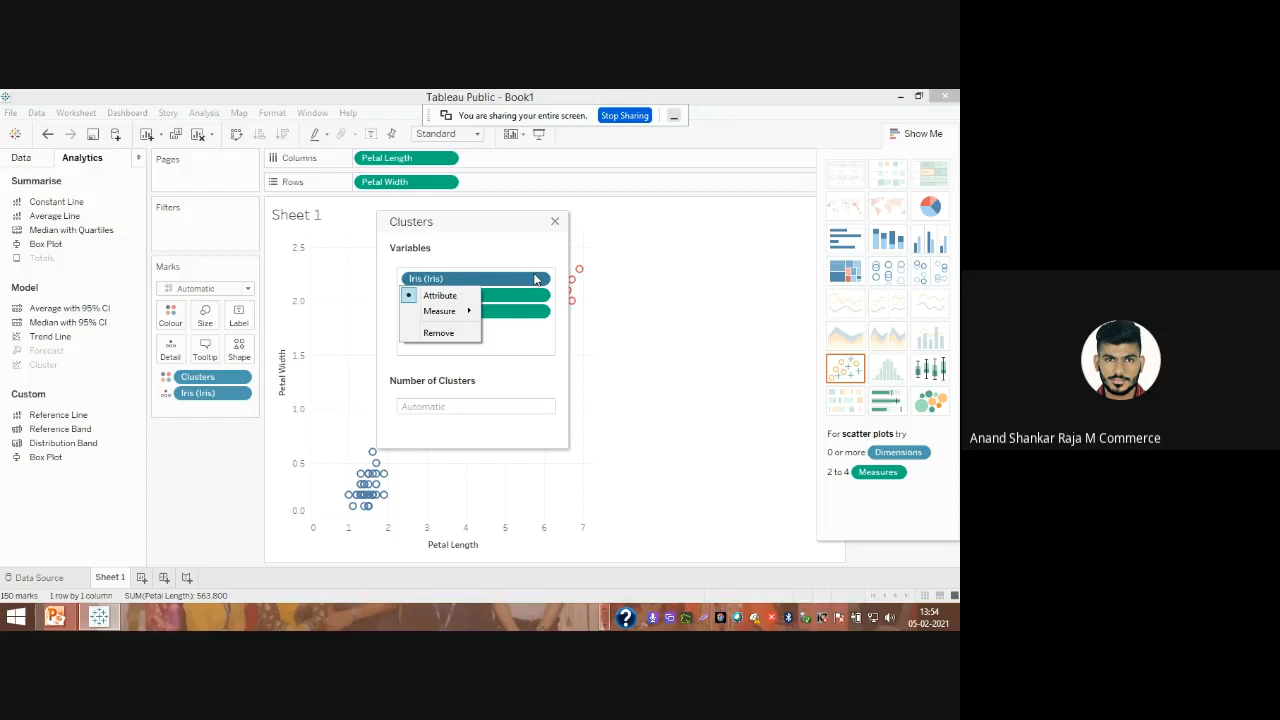 Tableau Public - Book1
File Data Worksheet Dashboard Story Analysis Map Format Window Help
You are sharing your entire screen. Stop Sharing
Standard
Show Me
Data Analytics
Pages
Columns Petal Length
Rows Petal Width
Summarise
Constant Line
Average Line
Median with Quartiles
Box Plot
Totals
Model
Average with 95% CI
Median with 95% CI
Trend Line
Forecast
Cluster
Custom
Reference Line
Reference Band
Distribution Band
Box Plot
Filters
Marks
Automatic
Colour Size Label
Detail Tooltip Shape
Clusters
Iris (Iris)
Sheet 1
2.5
2.0
1.5
1.0
0.5
0.0
Petal Width
0 1 2 3 4 5 6 7
Petal Length
Clusters
Variables
Iris (Iris)
Attribute
Measure
Remove
Number of Clusters
Automatic
For scatter plots try
0 or more Dimensions
2 to 4 Measures
Data Source Sheet 1
150 marks 1 row by 1 column SUM(Petal Length): 563.800
13:54
05-02-2021
Anand Shankar Raja M Commerce